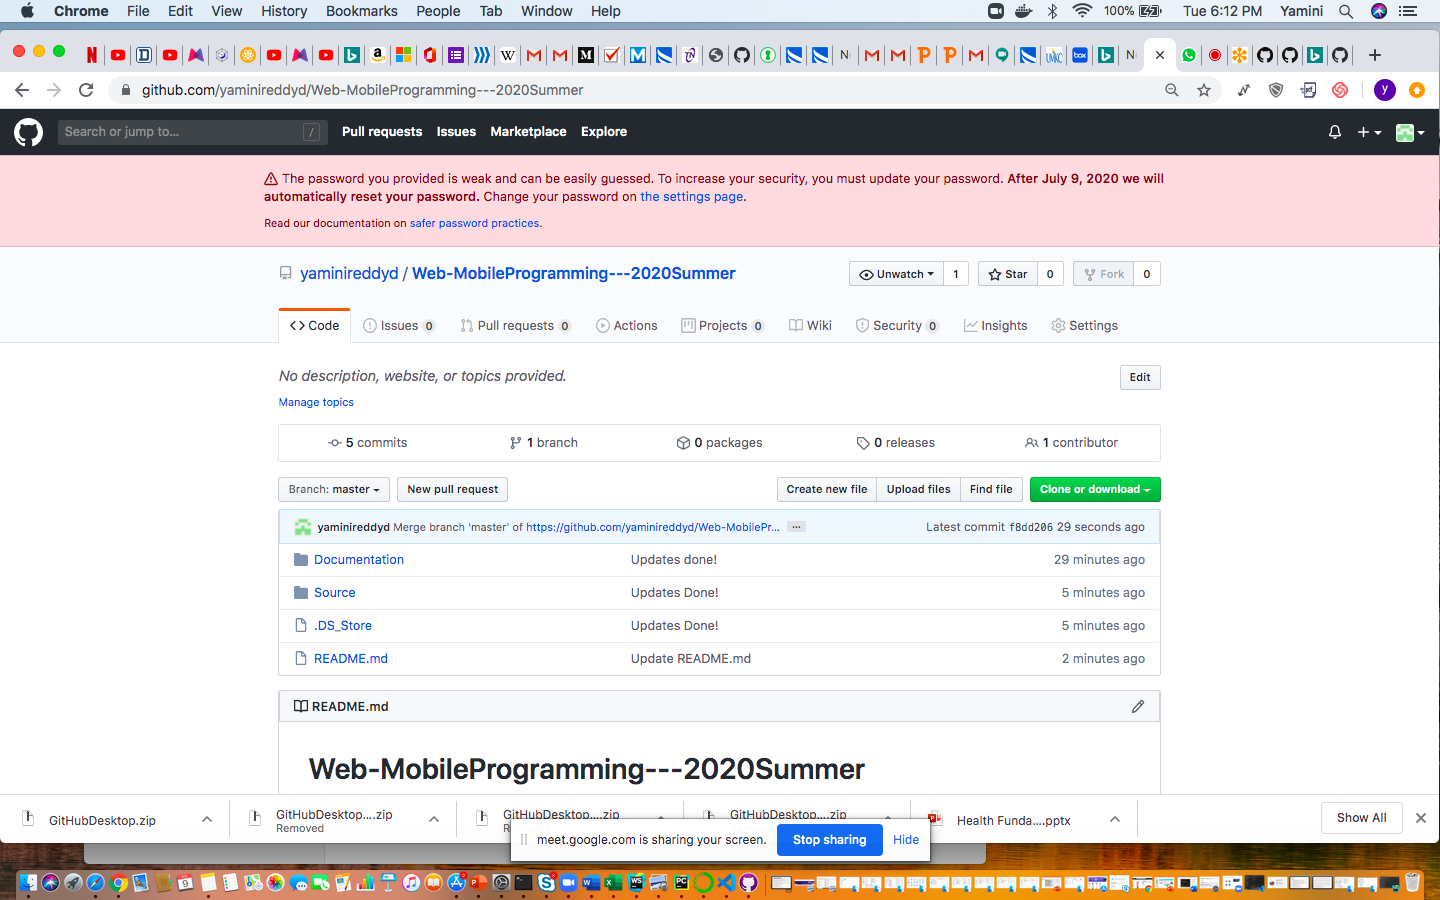 Chrome File Edit View History Bookmarks People Tab Window Help 100% Tue 6:12 PM Yamini
github.com/yaminireddyd/Web-MobileProgramming---2020Summer
Search or jump to... / Pull requests Issues Marketplace Explore
The password you provided is weak and can be easily guessed. To increase your security, you must update your password. After July 9, 2020 we will
automatically reset your password. Change your password on the settings page.
Read our documentation on safer password practices.
yaminireddyd / Web-MobileProgramming---2020Summer Unwatch 1 Star 0 Fork 0
Code Issues 0 Pull requests 0 Actions Projects 0 Wiki Security 0 Insights Settings
No description, website, or topics provided. Edit
Manage topics
5 commits 1 branch 0 packages 0 releases 1 contributor
Branch: master New pull request Create new file Upload files Find file Clone or download
yaminireddyd Merge branch 'master' of https://github.com/yaminireddyd/Web-MobilePr... ... Latest commit f8dd206 29 seconds ago
Documentation Updates done! 29 minutes ago
Source Updates Done! 5 minutes ago
.DS_Store Updates Done! 5 minutes ago
README.md Update README.md 2 minutes ago
README.md
Web-MobileProgramming---2020Summer
GitHubDesktop.zip GitHubDesktop....zip GitHubDesktop....zip GitHubDesktop....zip Health Funda....pptx Show All
Removed
meet.google.com is sharing your screen. Stop sharing Hide